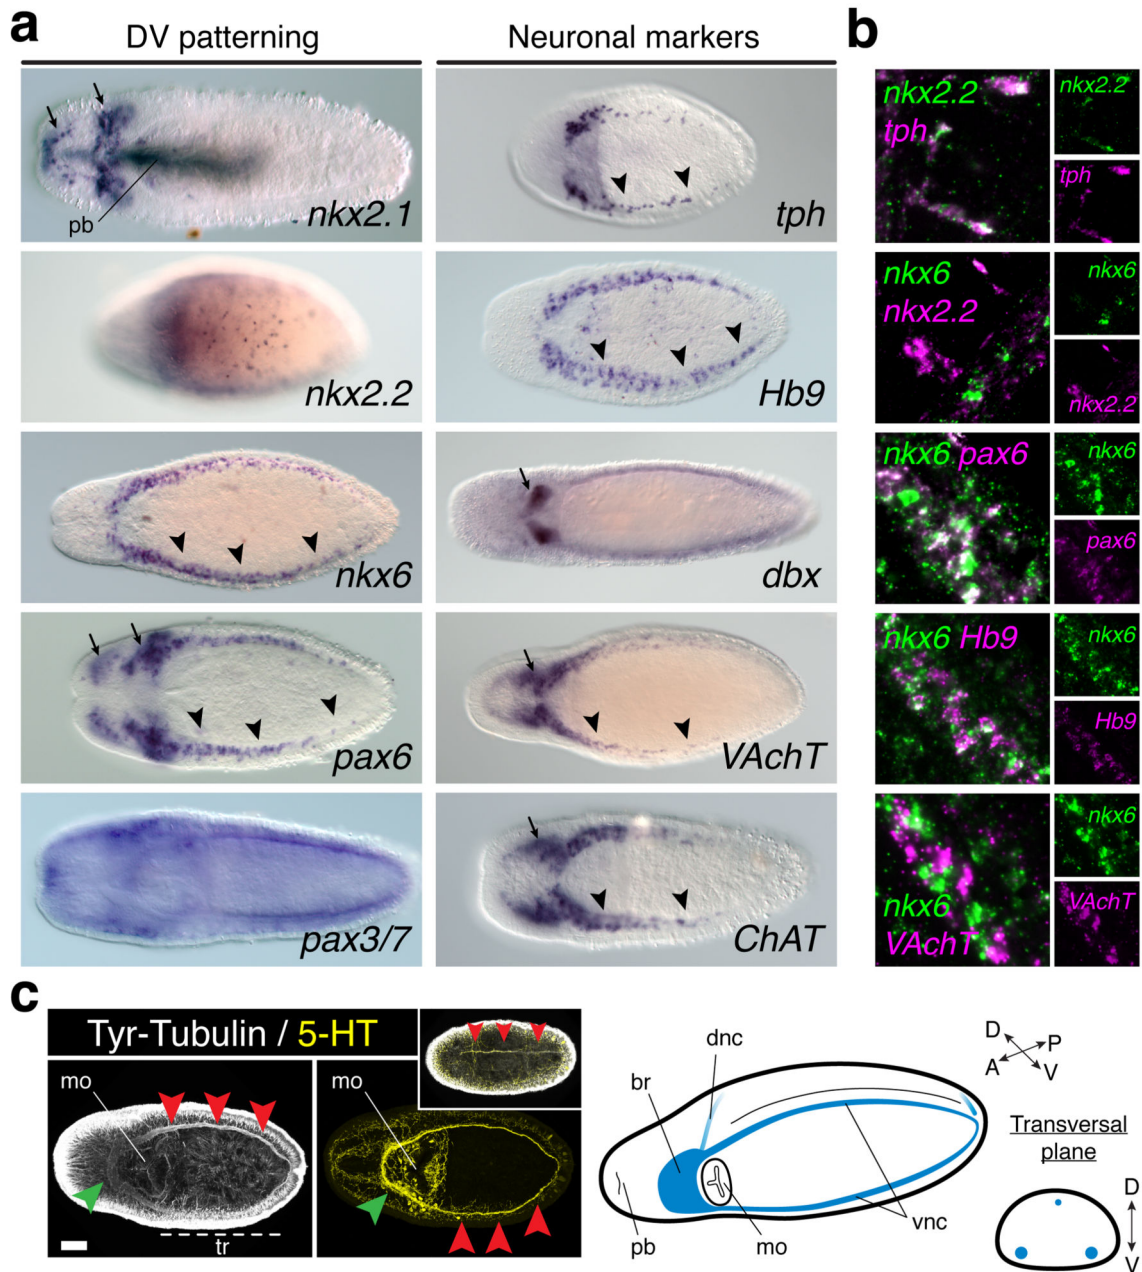 a
DV patterning
Neuronal markers
nkx2.1
pb
tph
nkx2.2
Hb9
nkx6
dbx
pax6
VAchT
pax3/7
ChAT
b
nkx2.2
tph
nkx2.2
tph
nkx6
nkx2.2
nkx6
nkx2.2
nkx6 pax6
nkx6
pax6
nkx6 Hb9
nkx6
Hb9
nkx6
VAchT
nkx6
VAchT
c
Tyr-Tubulin / 5-HT
mo
tr
mo
dnc
br
pb
mo
vnc
D
P
A
V
Transversal
plane
D
V